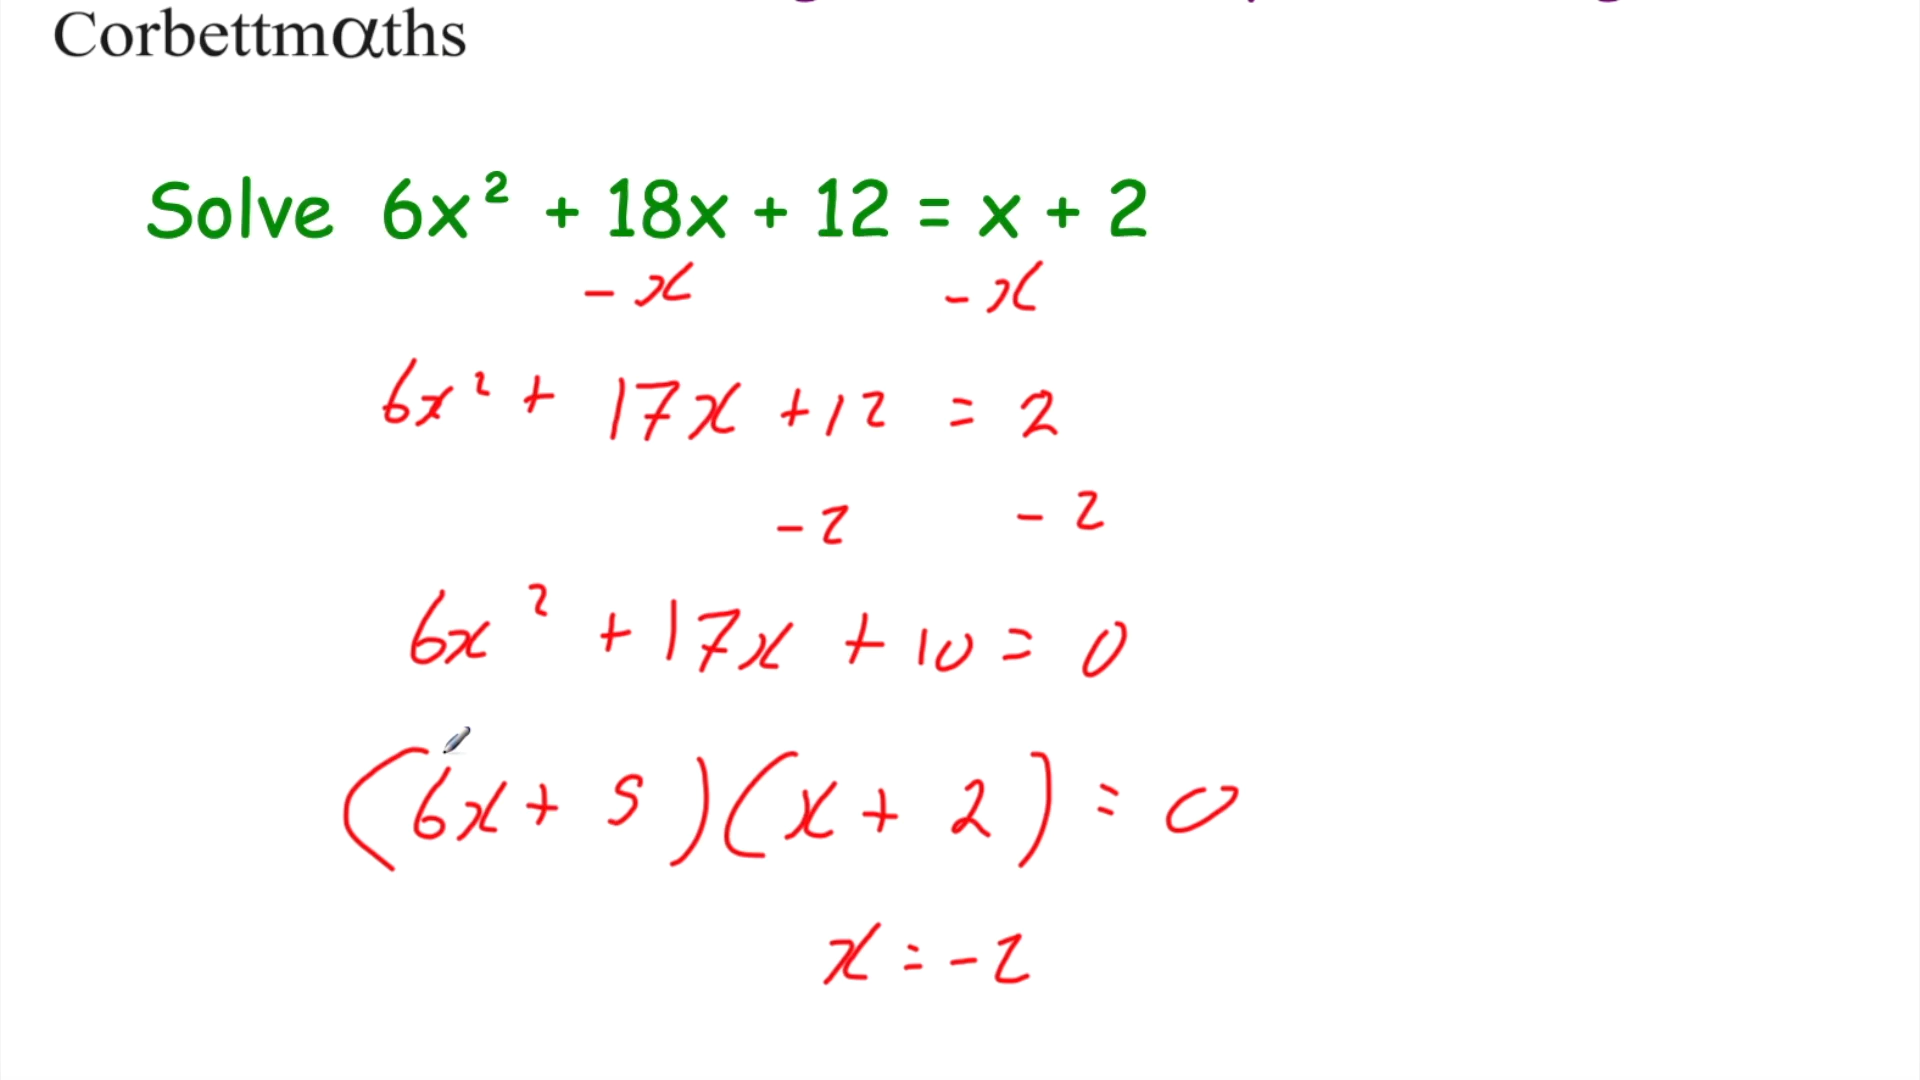 Corbettmαths
Solve 6x² + 18x + 12 = x + 2
- x - x
6x² + 17x + 12 = 2
- 2 - 2
6x² + 17x + 10 = 0
(6x + 5)(x + 2) = 0
x = -2